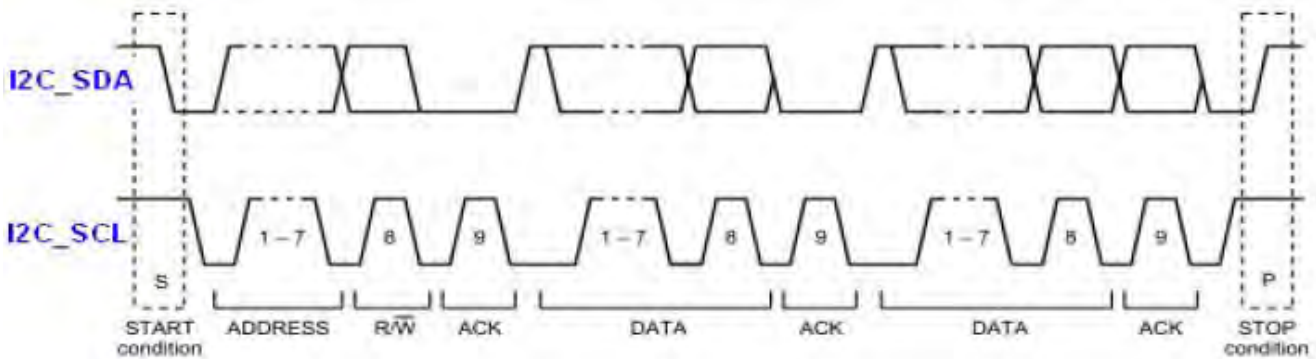 I2C_SDA
I2C_SCL
1 – 7 8 9 1 – 7 8 9 1 – 7 8 9
S P
START condition ADDRESS R/W̅ ACK DATA ACK DATA ACK STOP condition